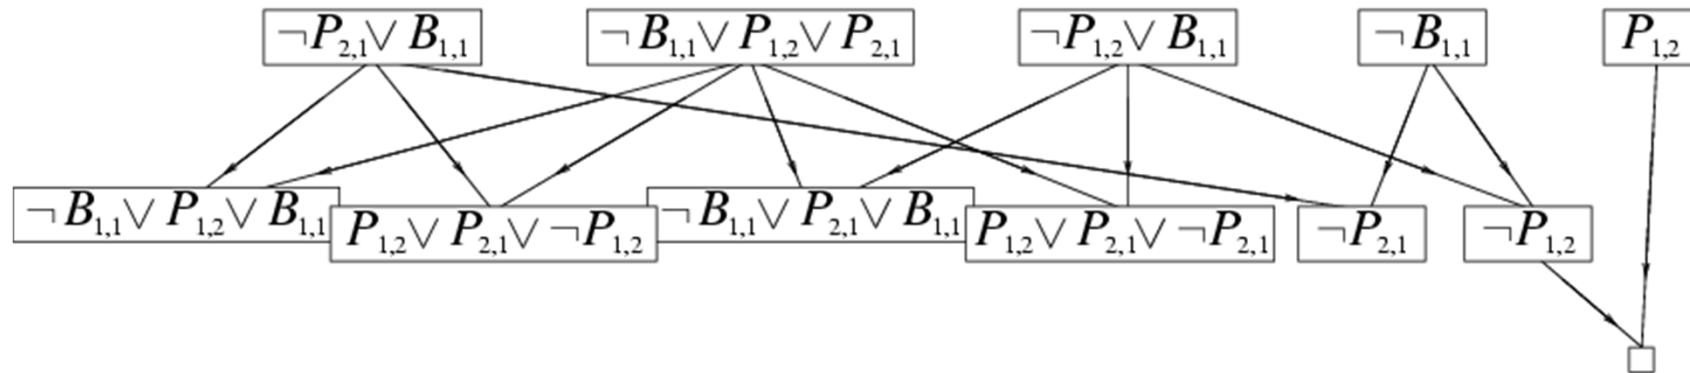 ¬P₂,₁ ∨ B₁,₁ ¬B₁,₁ ∨ P₁,₂ ∨ P₂,₁ ¬P₁,₂ ∨ B₁,₁ ¬B₁,₁ P₁,₂
¬B₁,₁ ∨ P₁,₂ ∨ B₁,₁ P₁,₂ ∨ P₂,₁ ∨ ¬P₁,₂ ¬B₁,₁ ∨ P₂,₁ ∨ B₁,₁ P₁,₂ ∨ P₂,₁ ∨ ¬P₂,₁ ¬P₂,₁ ¬P₁,₂